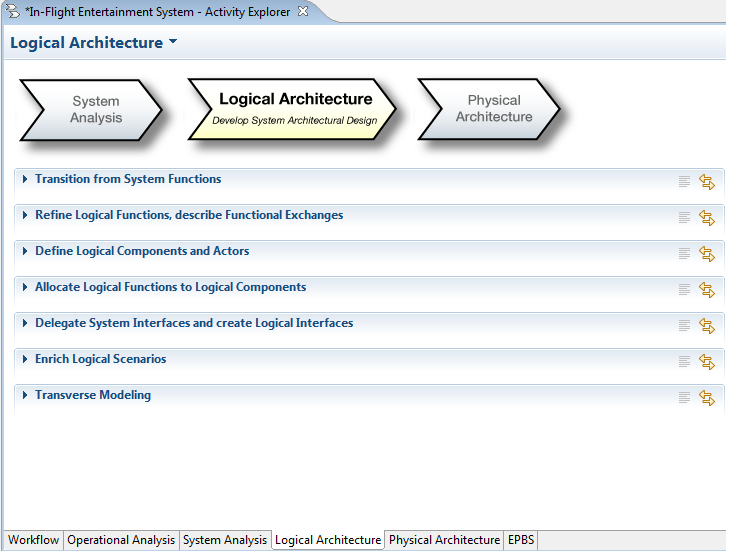 *In-Flight Entertainment System - Activity Explorer
Logical Architecture
System
Analysis
Logical Architecture
Develop System Architectural Design
Physical
Architecture
Transition from System Functions
Refine Logical Functions, describe Functional Exchanges
Define Logical Components and Actors
Allocate Logical Functions to Logical Components
Delegate System Interfaces and create Logical Interfaces
Enrich Logical Scenarios
Transverse Modeling
Workflow Operational Analysis System Analysis Logical Architecture Physical Architecture EPBS